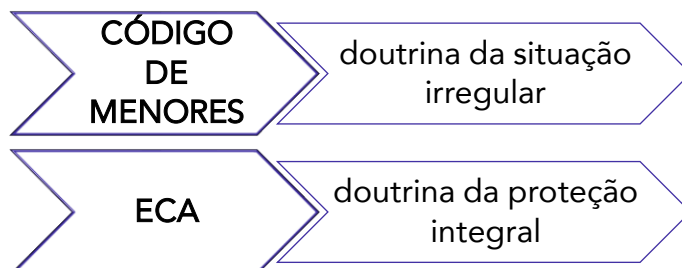 CÓDIGO
DE
MENORES
doutrina da situação
irregular
ECA
doutrina da proteção
integral